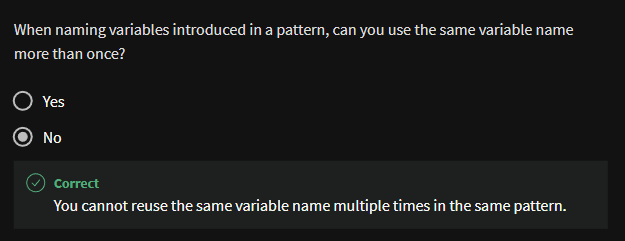 When naming variables introduced in a pattern, can you use the same variable name
more than once?
Yes
No
Correct
You cannot reuse the same variable name multiple times in the same pattern.